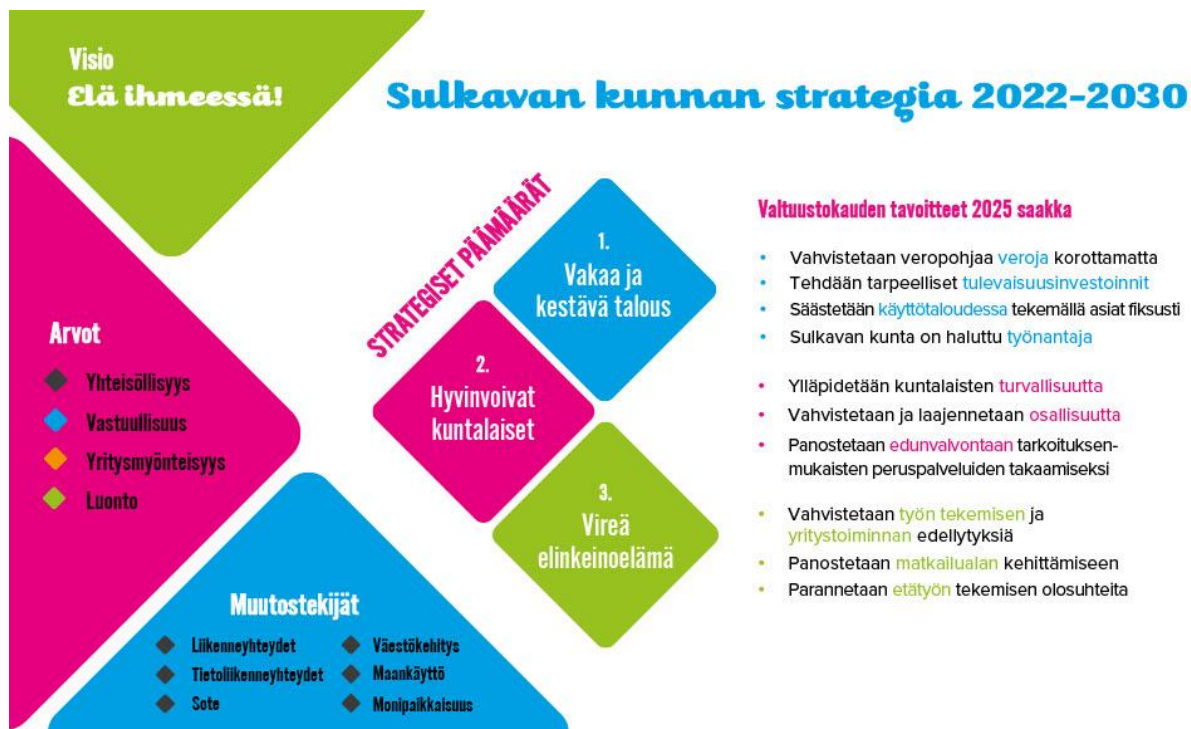 Visio
Elä ihmeessä!
Sulkavan kunnan strategia 2022-2030
Arvot
Yhteisöllisyys
Vastuullisuus
Yritysmyönteisyys
Luonto
Muutostekijät
Liikenneyhteydet
Tietoliikenneyhteydet
Sote
Väestökehitys
Maankäyttö
Monipaikkaisuus
STRATEGISET PÄÄMÄÄRÄT
1.
Vakaa ja
kestävä talous
2.
Hyvinvoivat
kuntalaiset
3.
Vireä
elinkeinoelämä
Valtuustokauden tavoitteet 2025 saakka
• Vahvistetaan veropohjaa veroja korottamatta
• Tehdään tarpeelliset tulevaisuusinvestoinnit
• Säästetään käyttötaloudessa tekemällä asiat fiksusti
• Sulkavan kunta on haluttu työnantaja
• Ylläpidetään kuntalaisten turvallisuutta
• Vahvistetaan ja laajennetaan osallisuutta
• Panostetaan edunvalvontaan tarkoituksen-
mukaisten peruspalveluiden takaamiseksi
• Vahvistetaan työn tekemisen ja
yritystoiminnan edellytyksiä
• Panostetaan matkailualan kehittämiseen
• Parannetaan etätyön tekemisen olosuhteita